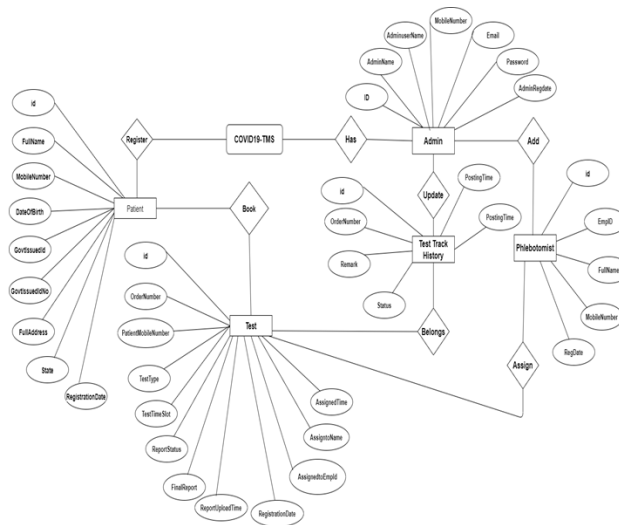 MobileNumber
AdminuserName
Email
AdminName
Password
ID
AdminRegdate
id
FullName
Register
COVID19-TMS
Has
Admin
Add
MobileNumber
Patient
Book
Update
PostingTime
id
id
DateOfBirth
OrderNumber
PostingTime
EmpID
GovtIssuedId
Test Track
History
Phlebotomist
id
Remark
FullName
GovtIssuedIdNo
OrderNumber
Status
MobileNumber
FullAddress
PatientMobileNumber
Test
Belongs
RegDate
State
TestType
Assign
RegistrationDate
TestTimeSlot
AssignedTime
ReportStatus
AssigntoName
FinalReport
AssignedtoEmpId
ReportUploadTime
RegistrationDate